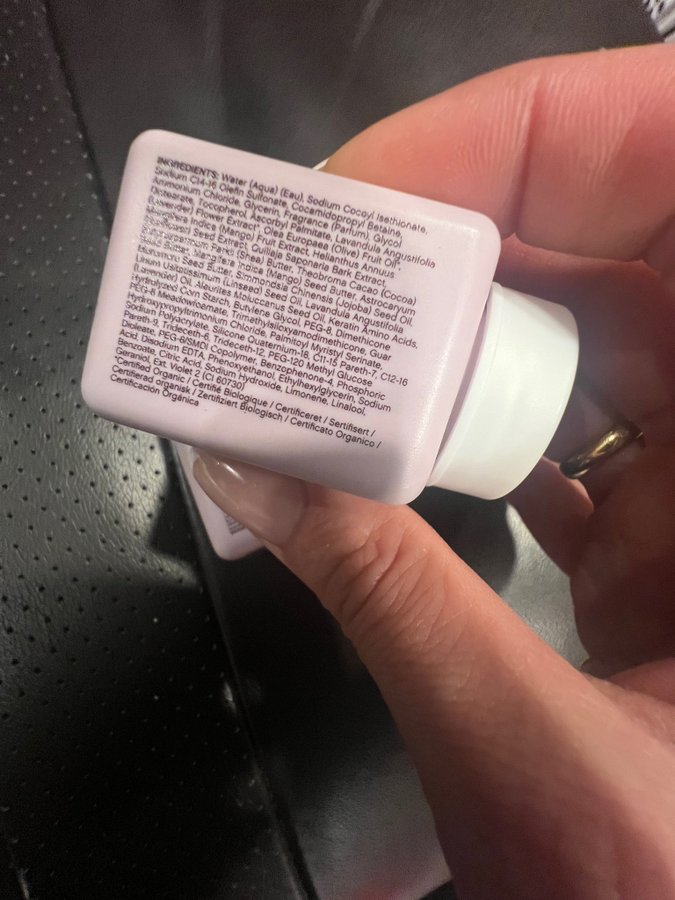 INGREDIENTS: Water (Aqua) (Eau), Sodium Cocoyl Isethionate,
Sodium C14-16 Olefin Sulfonate, Cocamidopropyl Betaine,
Ammonium Chloride, Glycerin, Fragrance (Parfum), Glycol
Distearate, Tocopherol, Ascorbyl Palmitate, Lavandula Angustifolia
(Lavender) Flower Extract*, Olea Europaea (Olive) Fruit Oil*,
Mangifera Indica (Mango) Fruit Extract, Helianthus Annuus
(Sunflower) Seed Extract, Quillaja Saponaria Bark Extract,
Butyrospermum Parkii (Shea) Butter, Theobroma Cacao (Cocoa)
Seed Butter, Mangifera Indica (Mango) Seed Butter, Astrocaryum
Murumuru Seed Butter, Simmondsia Chinensis (Jojoba) Seed Oil,
Linum Usitatissimum (Linseed) Seed Oil, Lavandula Angustifolia
(Lavender) Oil, Aleurites Moluccanus Seed Oil, Keratin Amino Acids,
Hydrolyzed Corn Starch, Butylene Glycol, PEG-8, Dimethicone
PEG-8 Meadowfoamate, Trimethylsiloxyamodimethicone, Guar
Hydroxypropyltrimonium Chloride, Palmitoyl Myristyl Serinate,
Sodium Polyacrylate, Silicone Quaternium-18, C11-15 Pareth-7, C12-16
Pareth-9, Trideceth-6, Trideceth-12, PEG-120 Methyl Glucose
Dioleate, PEG-8/SMDI Copolymer, Benzophenone-4, Phosphoric
Acid, Disodium EDTA, Phenoxyethanol, Ethylhexylglycerin, Sodium
Benzoate, Citric Acid, Sodium Hydroxide, Limonene, Linalool,
Geraniol, Ext. Violet 2 (CI 60730)
*Certified Organic / Certifié Biologique / Certificeret / Sertifisert /
Certifierad organisk / Zertifiziert Biologisch / Certificato Organico /
Certificación Orgánica